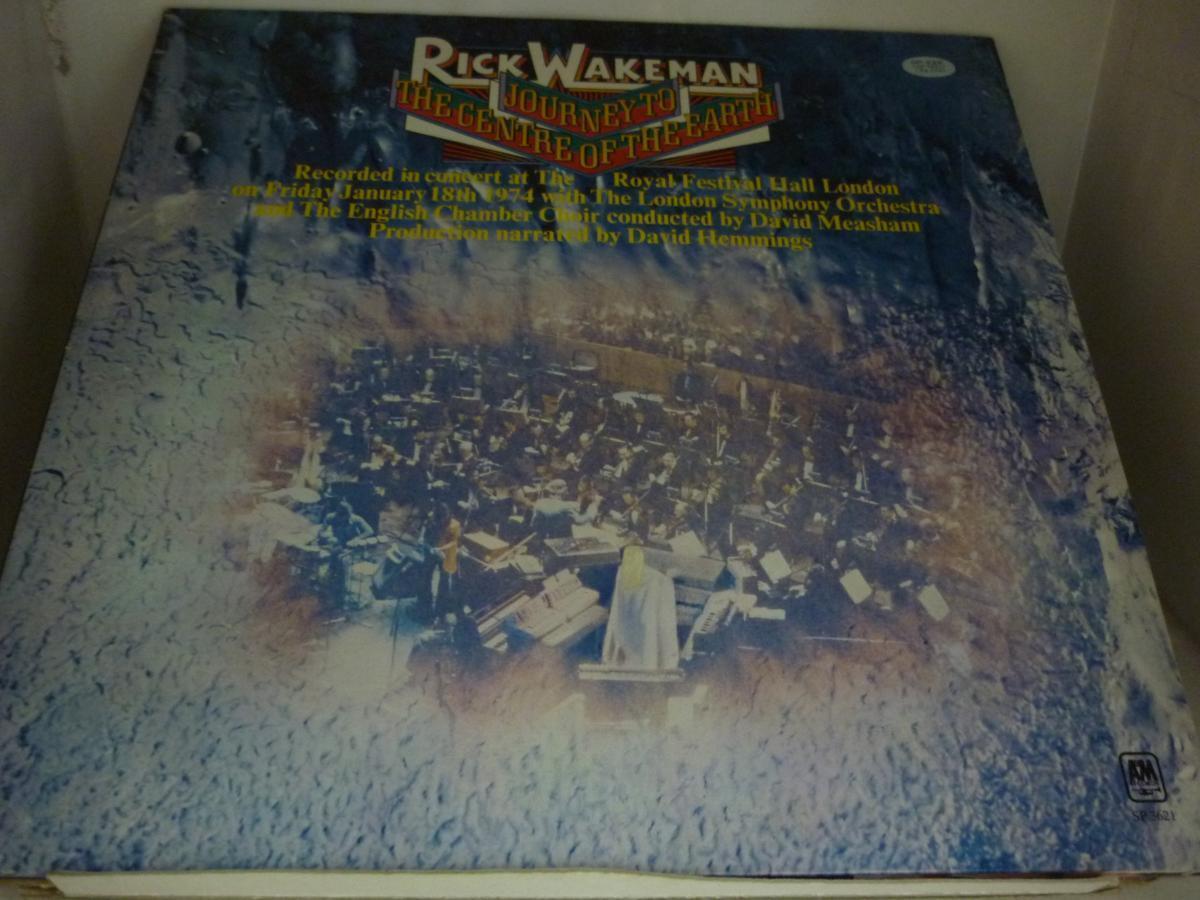 RICK WAKEMAN
JOURNEY TO
THE CENTRE OF THE EARTH
Recorded in concert at The Royal Festival Hall London
on Friday January 18th 1974 with The London Symphony Orchestra
and The English Chamber Choir conducted by David Measham
Production narrated by David Hemmings
A&M
SP 3621